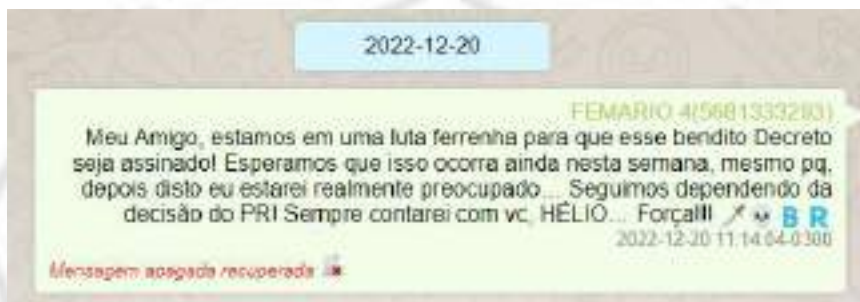 2022-12-20
FEMARIO 4(5681333293)
Meu Amigo, estamos em uma luta ferrenha para que esse bendito Decreto
seja assinado! Esperamos que isso ocorra ainda nesta semana, mesmo pq,
depois disto eu estarei realmente preocupado... Seguimos dependendo da
decisão do PR! Sempre contarei com vc, HÉLIO... Força!!! 🗡️💀 B R
2022-12-20 11:14:04-0300
Mensagem apagada recuperada